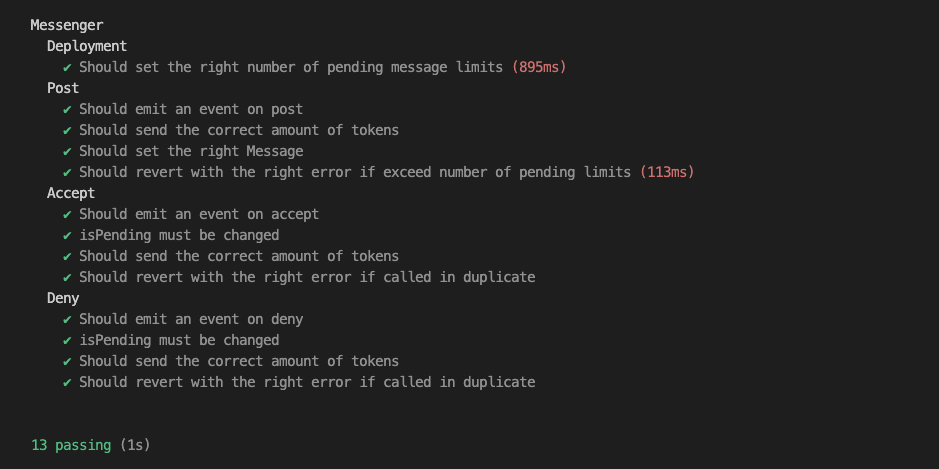 Messenger
Deployment
✔ Should set the right number of pending message limits (895ms)
Post
✔ Should emit an event on post
✔ Should send the correct amount of tokens
✔ Should set the right Message
✔ Should revert with the right error if exceed number of pending limits (113ms)
Accept
✔ Should emit an event on accept
✔ isPending must be changed
✔ Should send the correct amount of tokens
✔ Should revert with the right error if called in duplicate
Deny
✔ Should emit an event on deny
✔ isPending must be changed
✔ Should send the correct amount of tokens
✔ Should revert with the right error if called in duplicate
13 passing (1s)